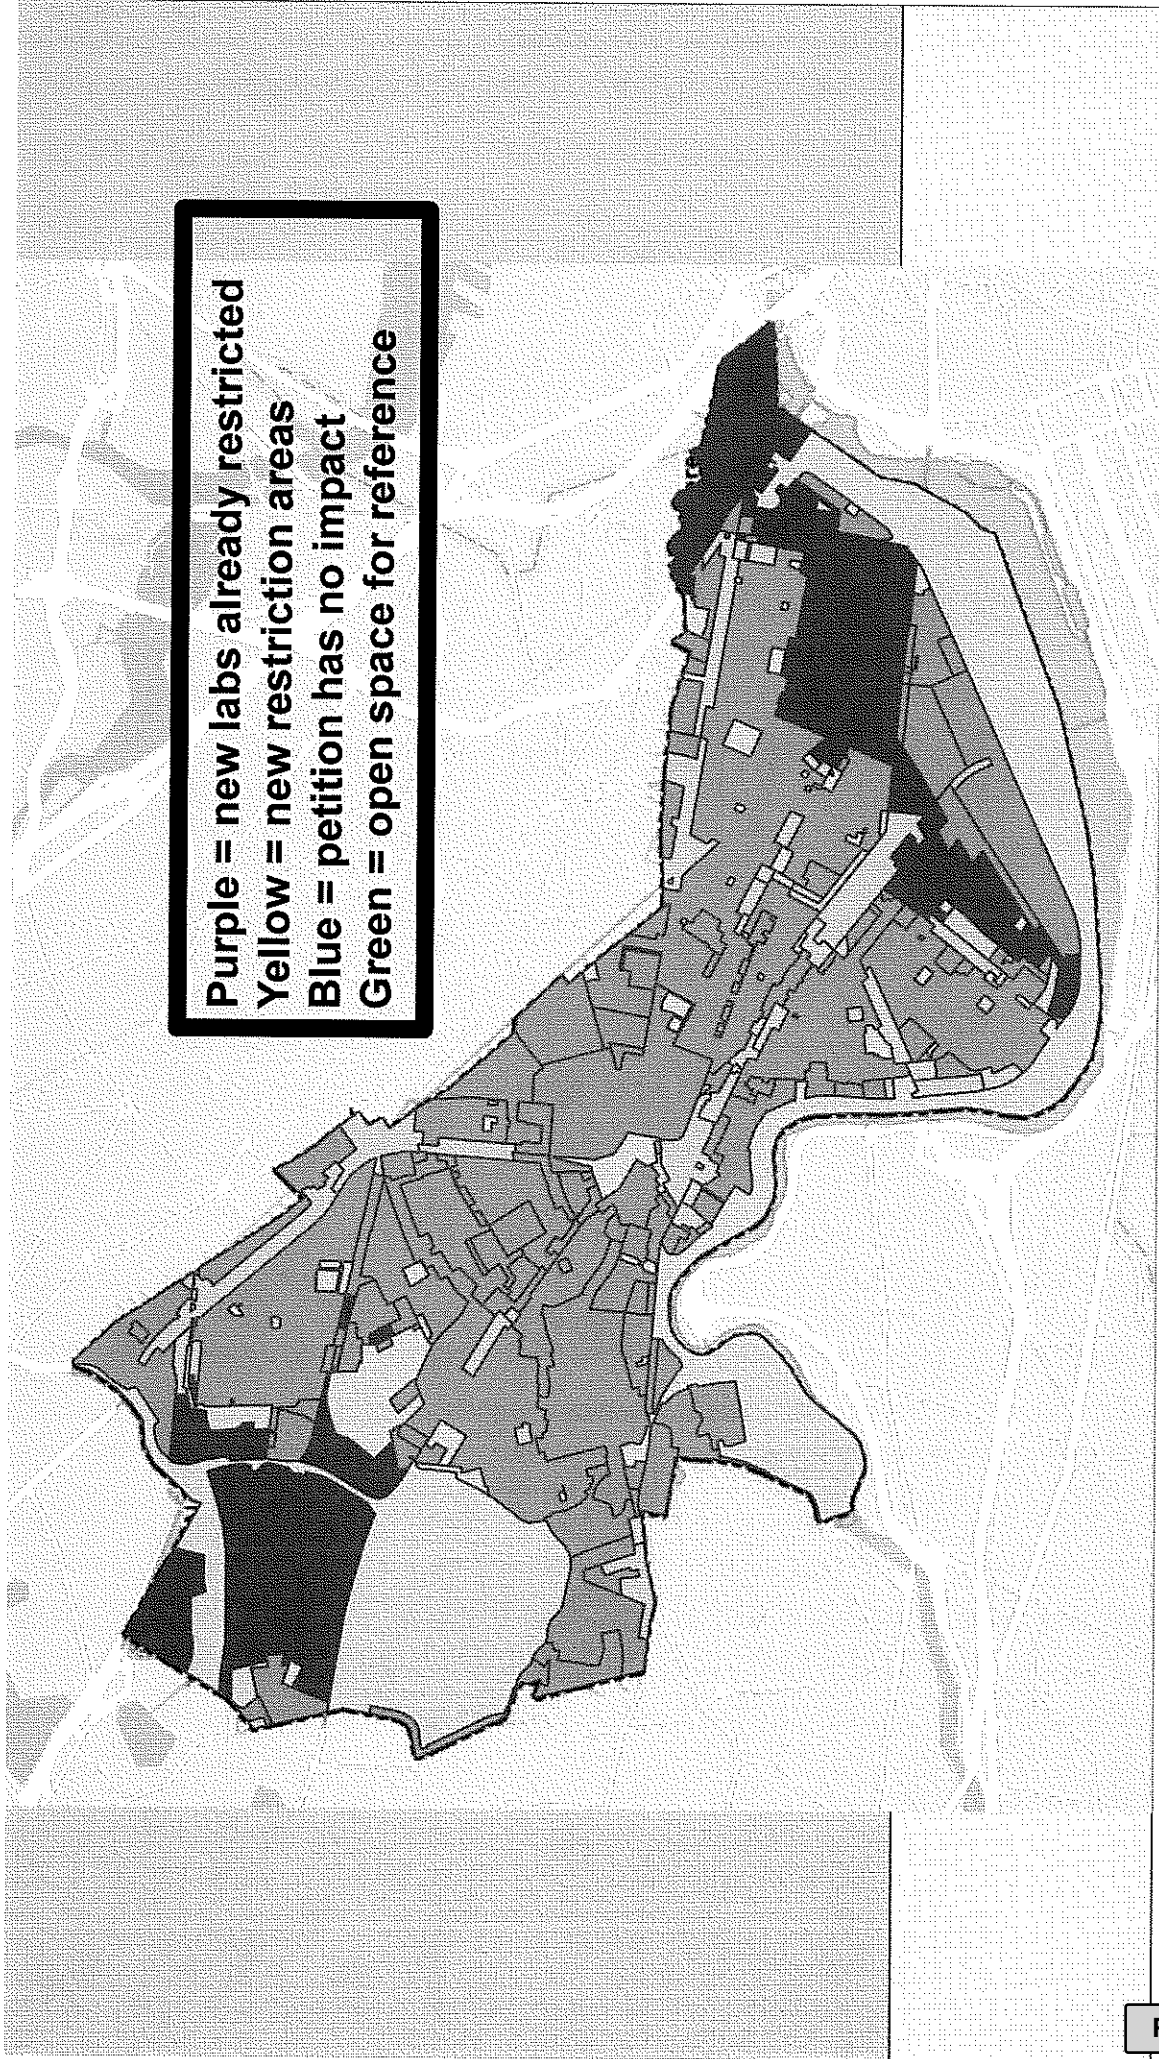 Purple = new labs already restricted
Yellow = new restriction areas
Blue = petition has no impact
Green = open space for reference